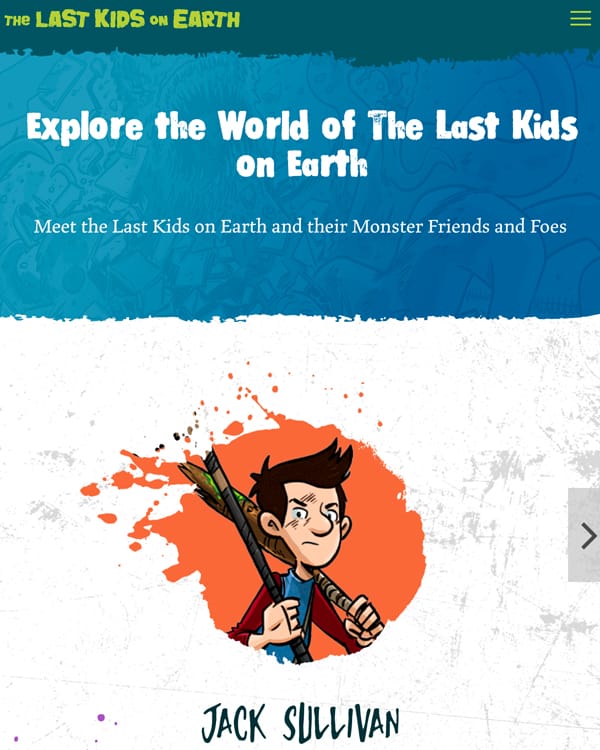 THE LAST KIDS ON EARTH
Explore the World of The Last Kids
on Earth
Meet the Last Kids on Earth and their Monster Friends and Foes
JACK SULLIVAN